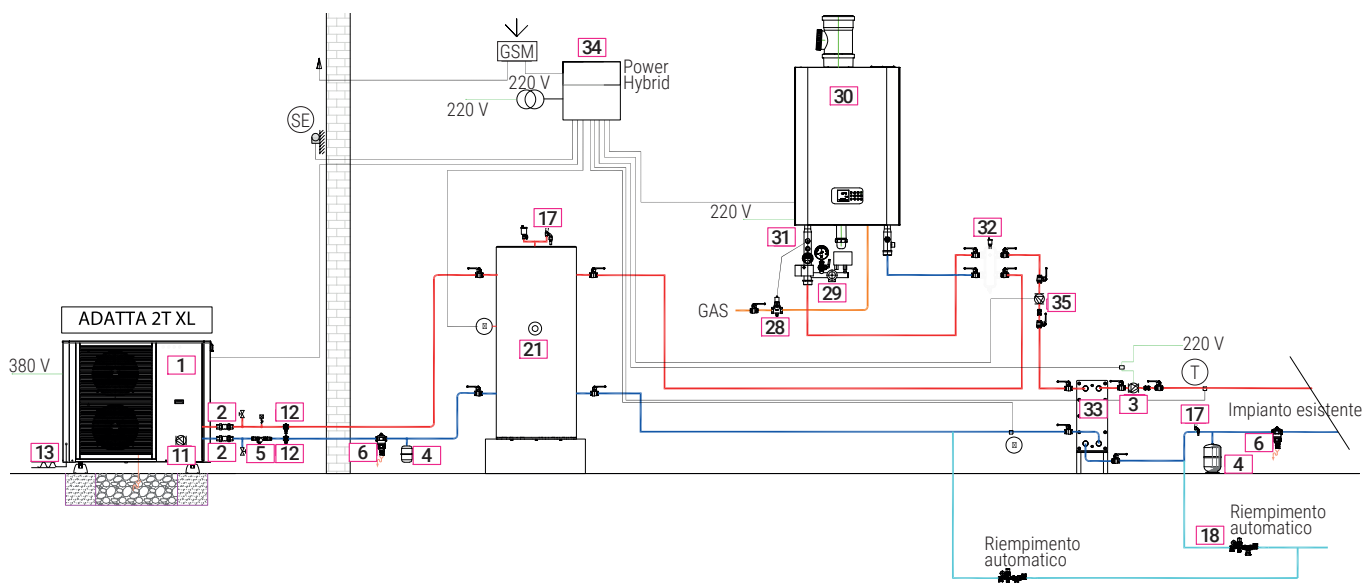 GSM
34
Power
Hybrid
220 V
220 V
30
SE
17
220 V
31
32
ADATTA 2T XL
GAS
29
28
35
21
220 V
380 V
1
T
2
12
33
3
17
Impianto esistente
13
11
2
5
12
6
4
6
4
Riempimento
automatico
18
Riempimento
automatico